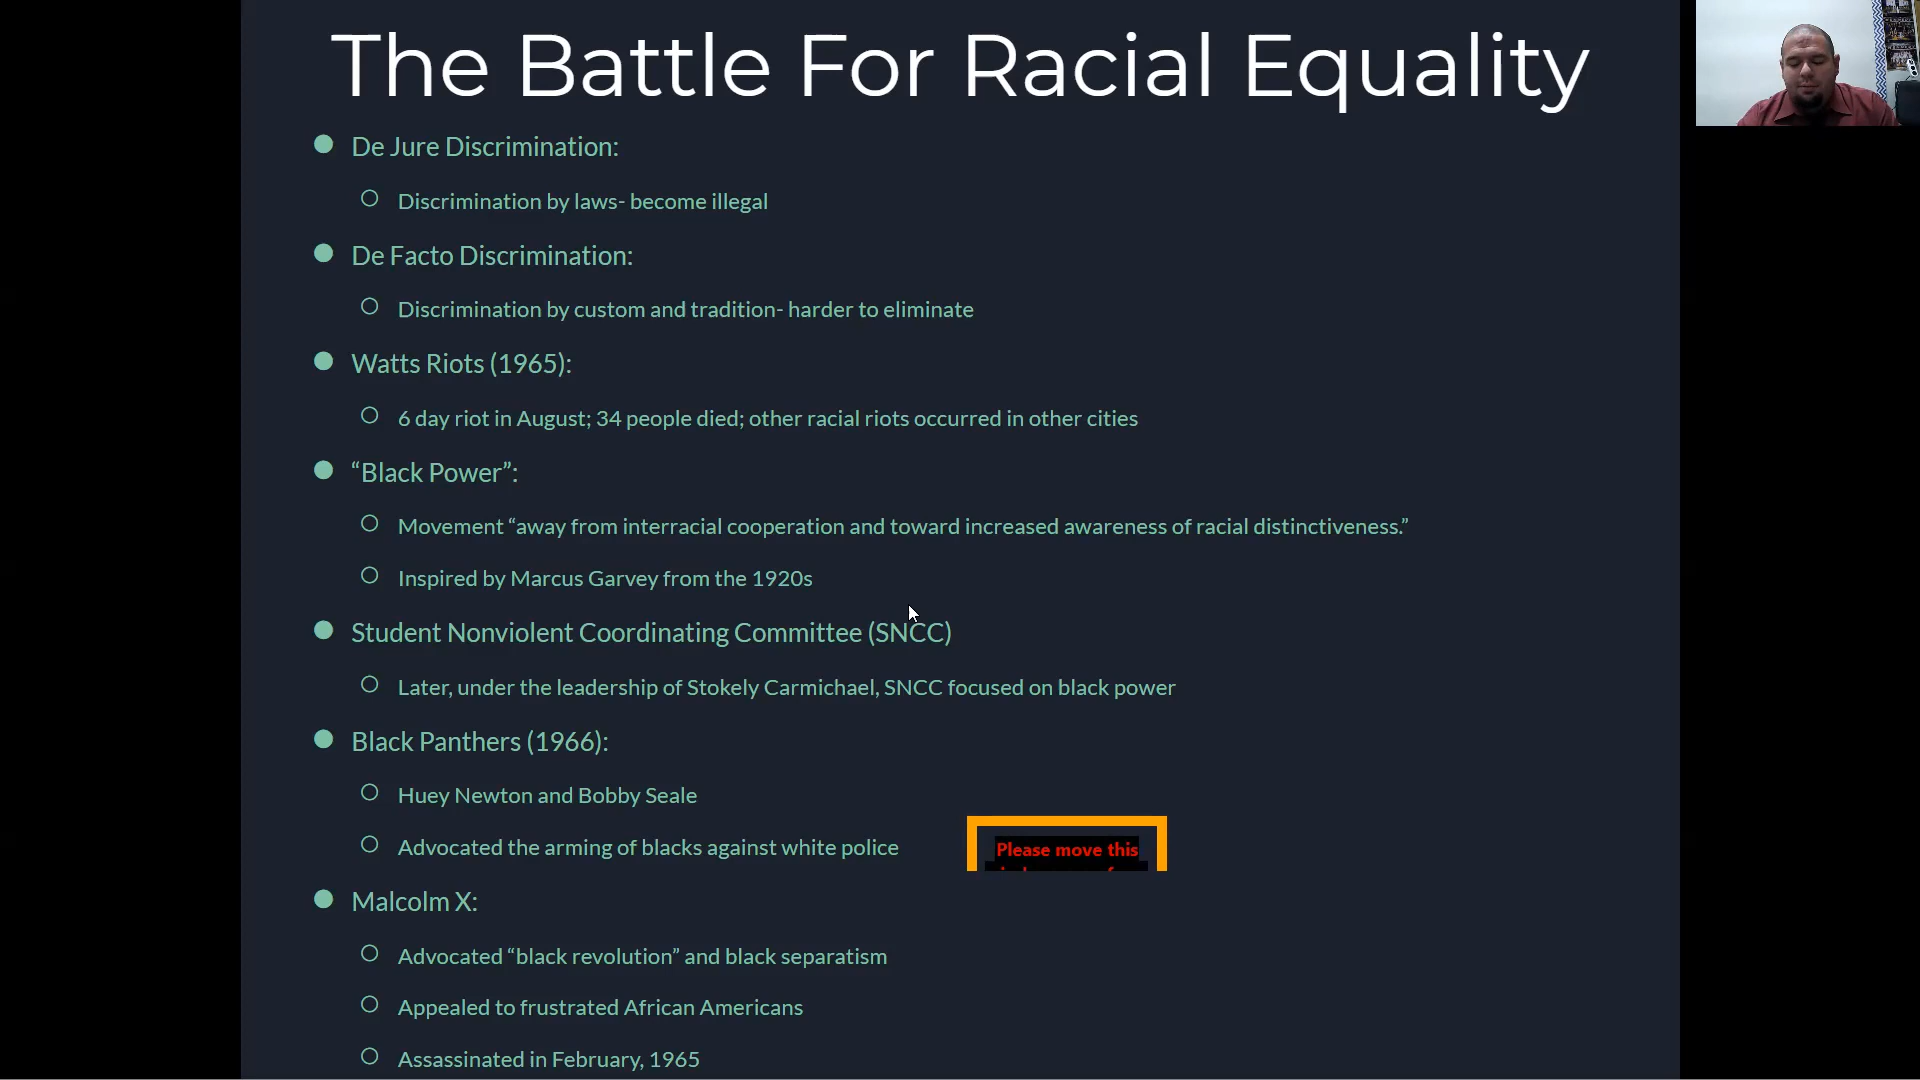 The Battle For Racial Equality
De Jure Discrimination:
Discrimination by laws- become illegal
De Facto Discrimination:
Discrimination by custom and tradition- harder to eliminate
Watts Riots (1965):
6 day riot in August; 34 people died; other racial riots occurred in other cities
“Black Power”:
Movement “away from interracial cooperation and toward increased awareness of racial distinctiveness.”
Inspired by Marcus Garvey from the 1920s
Student Nonviolent Coordinating Committee (SNCC)
Later, under the leadership of Stokely Carmichael, SNCC focused on black power
Black Panthers (1966):
Huey Newton and Bobby Seale
Advocated the arming of blacks against white police
Please move this
Malcolm X:
Advocated “black revolution” and black separatism
Appealed to frustrated African Americans
Assassinated in February, 1965